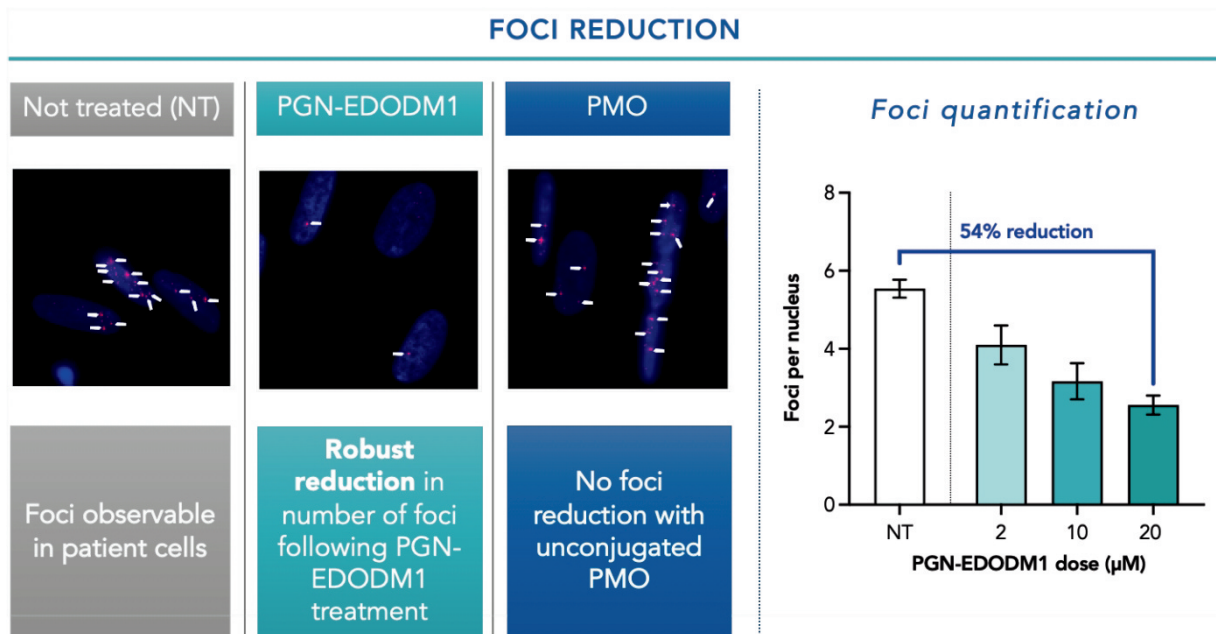 FOCI REDUCTION
Not treated (NT)
PGN-EDODM1
PMO
Foci observable
in patient cells
Robust
reduction in
number of foci
following PGN-
EDODM1
treatment
No foci
reduction with
unconjugated
PMO
Foci quantification
Foci per nucleus
8
6
4
2
0
54% reduction
NT
2
10
20
PGN-EDODM1 dose (µM)